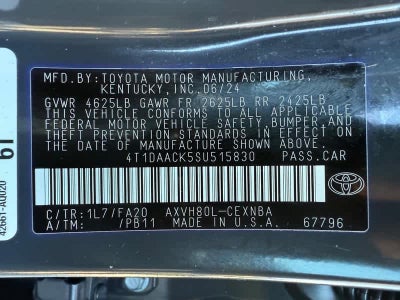 MFD.BY:TOYOTA MOTOR MANUFACTURING,
KENTUCKY,INC.06/24
GVWR 4625LB GAWR FR 2625LB RR 2425LB
THIS VEHICLE CONFORMS TO ALL APPLICABLE
FEDERAL MOTOR VEHICLE SAFETY, BUMPER, AND
THEFT PREVENTION STANDARDS IN EFFECT ON THE
DATE OF MANUFACTURE SHOWN ABOVE.
4T1DAACK5SU515830 PASS.CAR
C/TR:1L7/FA20 AXVH80L-CEXNBA
A/TM: /PB11 MADE IN U.S.A. 67796
TOYOTA